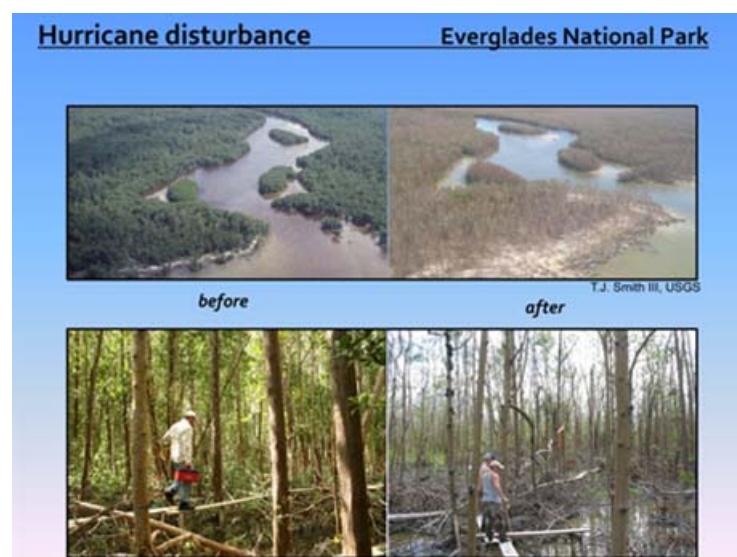 Hurricane disturbance
Everglades National Park
T.J. Smith III, USGS
before
after